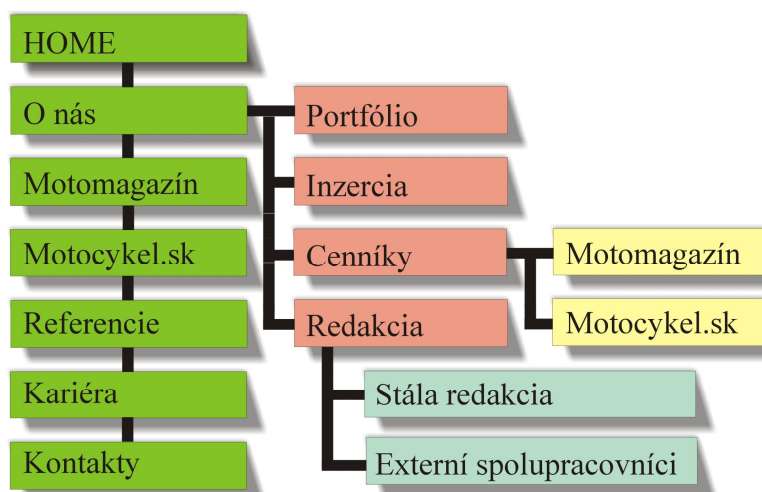 HOME
O nás
Motomagazín
Motocykel.sk
Referencie
Kariéra
Kontakty
Portfólio
Inzercia
Cenníky
Redakcia
Motomagazín
Motocykel.sk
Stála redakcia
Externí spolupracovníci